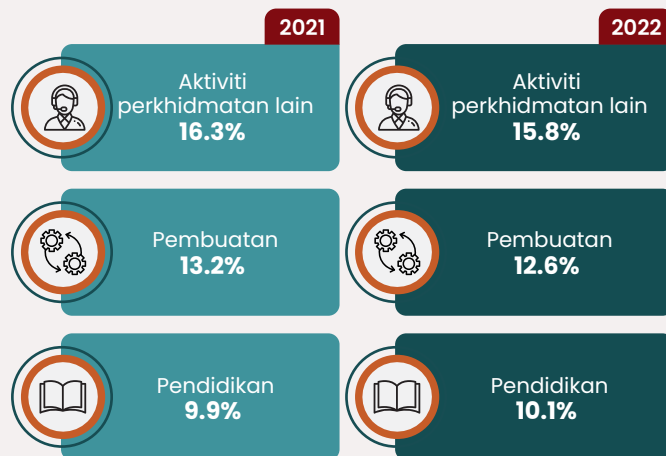 2021
Aktiviti
perkhidmatan lain
16.3%
Pembuatan
13.2%
Pendidikan
9.9%
2022
Aktiviti
perkhidmatan lain
15.8%
Pembuatan
12.6%
Pendidikan
10.1%